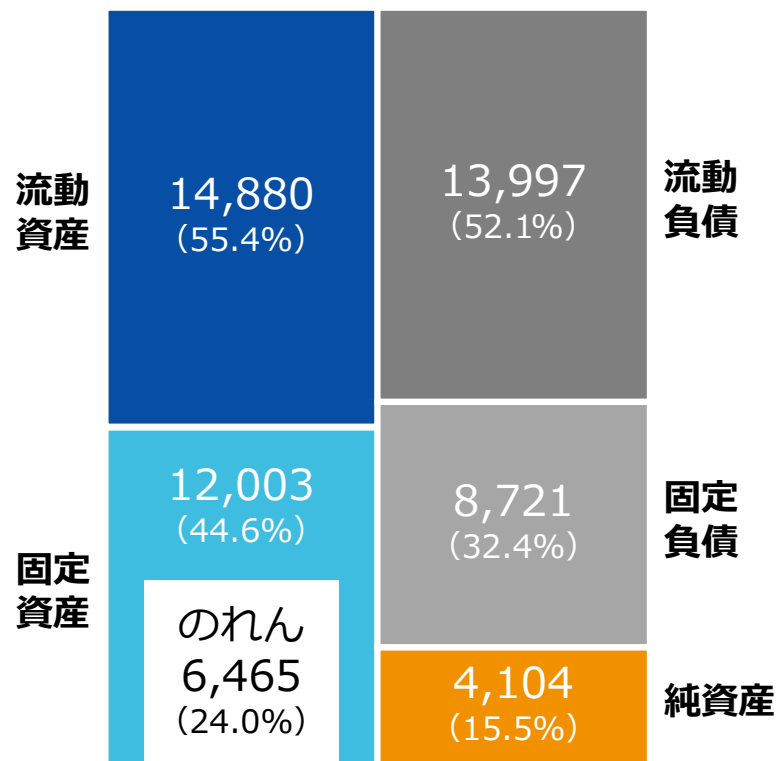 流動
資産
14,880
（55.4%）
13,997
（52.1%）
流動
負債
固定
資産
12,003
（44.6%）
のれん
6,465
（24.0%）
8,721
（32.4%）
固定
負債
4,104
（15.5%）
純資産